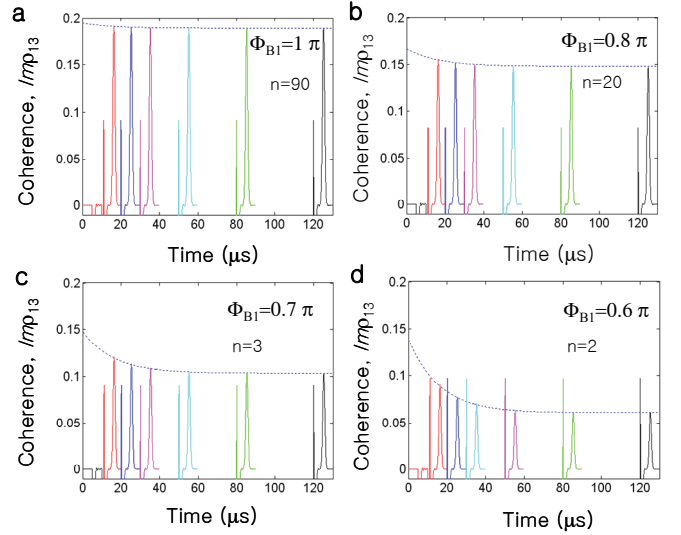 a
0.2
0.15
0.1
0.05
0
Coherence, Imρ13
ΦB1=1 π
n=90
0 20 40 60 80 100 120
Time (μs)
b
0.2
0.15
0.1
0.05
0
Coherence, Imρ13
ΦB1=0.8 π
n=20
0 20 40 60 80 100 120
Time (μs)
c
0.2
0.15
0.1
0.05
0
Coherence, Imρ13
ΦB1=0.7 π
n=3
0 20 40 60 80 100 120
Time (μs)
d
0.2
0.15
0.1
0.05
0
Coherence, Imρ13
ΦB1=0.6 π
n=2
0 20 40 60 80 100 120
Time (μs)